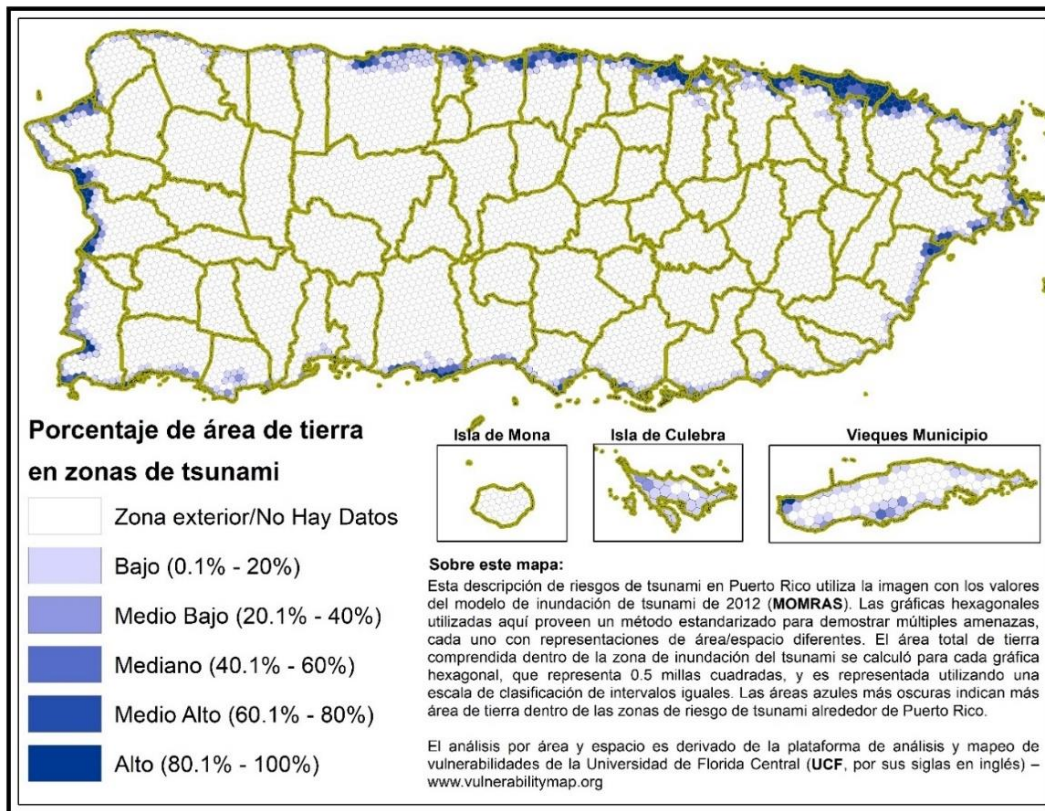 Porcentaje de área de tierra
en zonas de tsunami
Zona exterior/No Hay Datos
Bajo (0.1% - 20%)
Medio Bajo (20.1% - 40%)
Mediano (40.1% - 60%)
Medio Alto (60.1% - 80%)
Alto (80.1% - 100%)
Isla de Mona
Isla de Culebra
Vieques Municipio
Sobre este mapa:
Esta descripción de riesgos de tsunami en Puerto Rico utiliza la imagen con los valores
del modelo de inundación de tsunami de 2012 (MOMRAS). Las gráficas hexagonales
utilizadas aquí proveen un método estandarizado para demostrar múltiples amenazas,
cada uno con representaciones de área/espacio diferentes. El área total de tierra
comprendida dentro de la zona de inundación del tsunami se calculó para cada gráfica
hexagonal, que representa 0.5 millas cuadradas, y es representada utilizando una
escala de clasificación de intervalos iguales. Las áreas azules más oscuras indican más
área de tierra dentro de las zonas de riesgo de tsunami alrededor de Puerto Rico.
El análisis por área y espacio es derivado de la plataforma de análisis y mapeo de
vulnerabilidades de la Universidad de Florida Central (UCF, por sus siglas en inglés) –
www.vulnerabilitymap.org